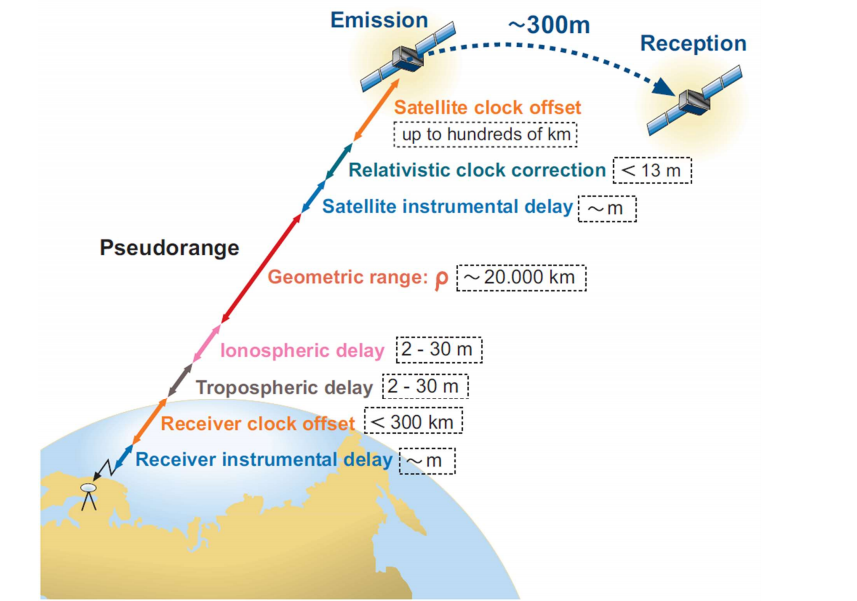 Emission
~300m
Reception
Satellite clock offset
up to hundreds of km
Relativistic clock correction < 13 m
Satellite instrumental delay ~m
Pseudorange
Geometric range: ρ ~ 20.000 km
Ionospheric delay 2 - 30 m
Tropospheric delay 2 - 30 m
Receiver clock offset < 300 km
Receiver instrumental delay ~m